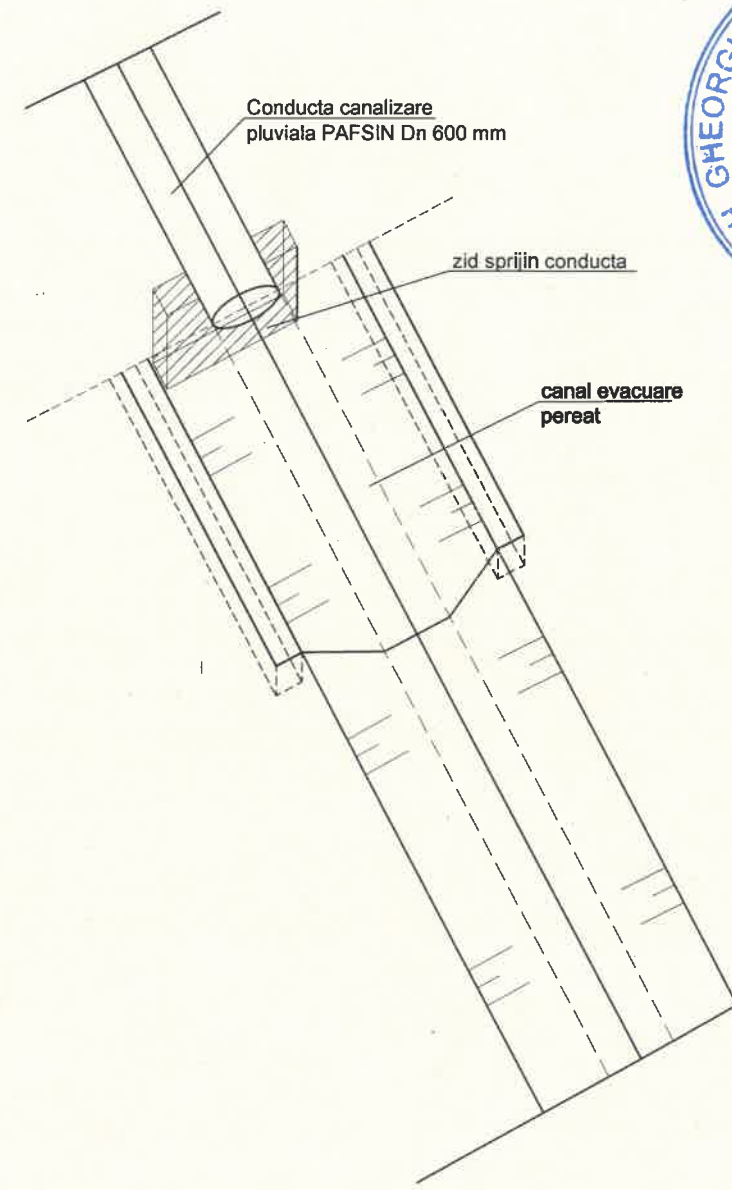 Conducta canalizare
pluviala PAFSIN Dn 600 mm
zid sprijin conducta
canal evacuare
pereat